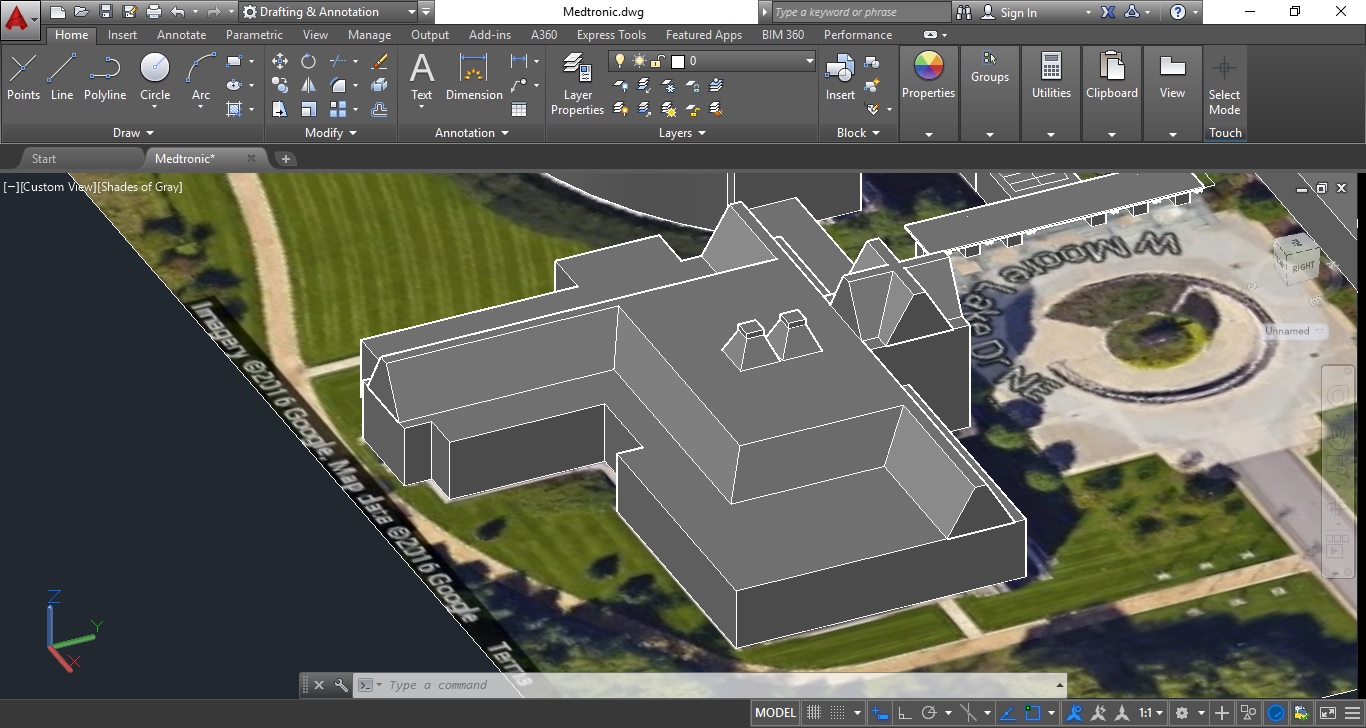 Drafting & Annotation
Medtronic.dwg
Type a keyword or phrase
Sign In
Home Insert Annotate Parametric View Manage Output Add-ins A360 Express Tools Featured Apps BIM 360 Performance
0
Points Line Polyline Circle Arc
Text Dimension
Layer
Properties
Insert
Properties
Groups
Utilities
Clipboard
View
Select
Mode
Draw
Modify
Annotation
Layers
Block
Touch
Start Medtronic*
[−][Custom View][Shades of Gray]
W Moore Lake Dr NE
RIGHT
Unnamed
Imagery ©2016 Google, Map data ©2016 Google
Z
Y
X
Type a command
MODEL
1:1